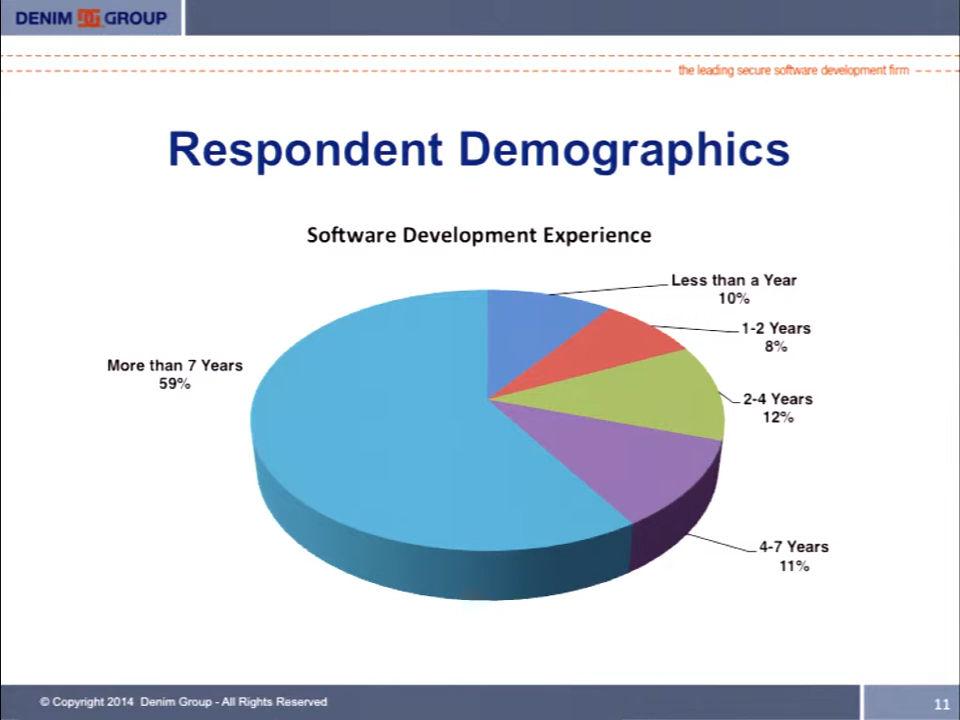 DENIM GROUP
the leading secure software development firm
Respondent Demographics
Software Development Experience
Less than a Year
10%
1-2 Years
8%
More than 7 Years
59%
2-4 Years
12%
4-7 Years
11%
© Copyright 2014 Denim Group - All Rights Reserved
11